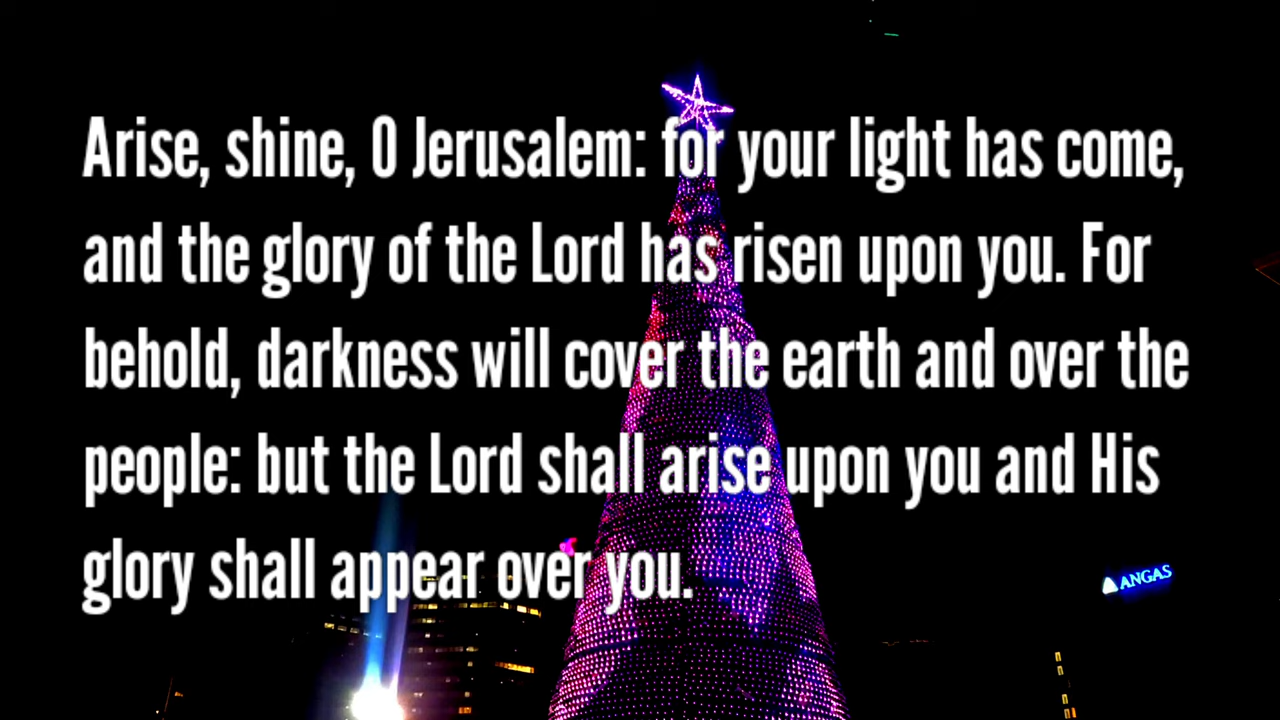 Arise, shine, O Jerusalem: for your light has come,
and the glory of the Lord has risen upon you. For
behold, darkness will cover the earth and over the
people: but the Lord shall arise upon you and His
glory shall appear over you.
ANGAS